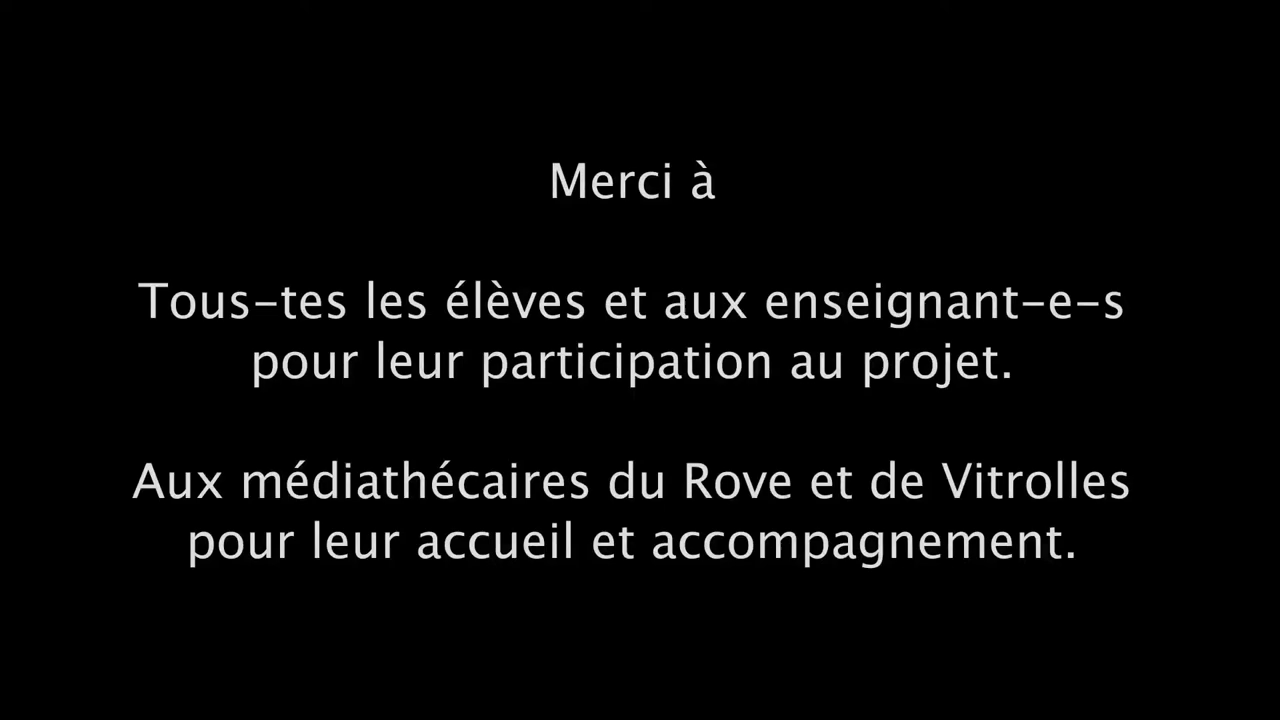 Merci à
Tous-tes les élèves et aux enseignant-e-s
pour leur participation au projet.
Aux médiathécaires du Rove et de Vitrolles
pour leur accueil et accompagnement.